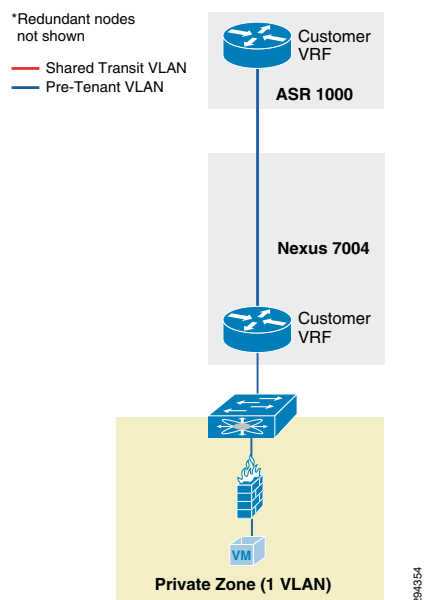 *Redundant nodes
not shown
Shared Transit VLAN
Pre-Tenant VLAN
Customer
VRF
ASR 1000
Nexus 7004
Customer
VRF
VM
Private Zone (1 VLAN)
294354